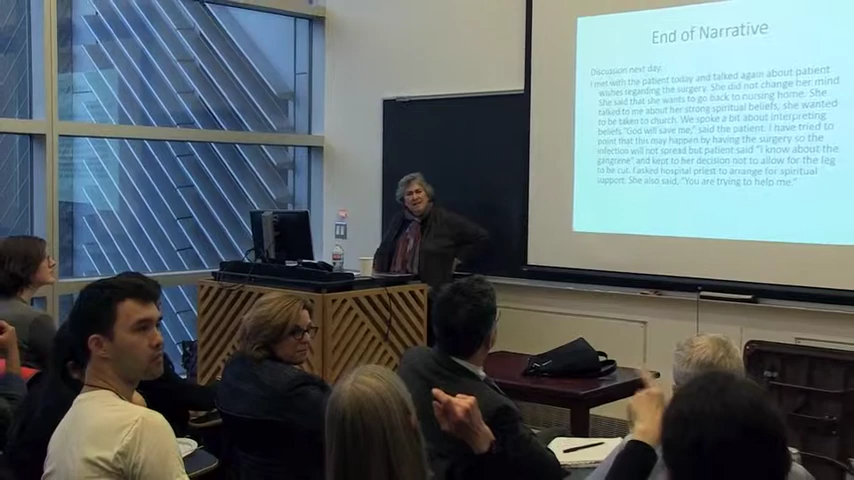 End of Narrative
Discussion next day.
I met with the patient today and talked again about patient
wishes regarding the surgery. She did not change her mind
She said that she wants to go back to nursing home. She
talked to me about her strong spiritual beliefs, she wanted
to be taken to church. We spoke a bit about interpreting
beliefs "God will save me," said the patient. I have tried to
point that this may happen by having the surgery so the
infection will not spread but patient said "I know about the
gangrene" and kept to her decision not to allow for the leg
to be cut. I asked hospital priest to arrange for spiritual
support. She also said, "You are trying to help me."